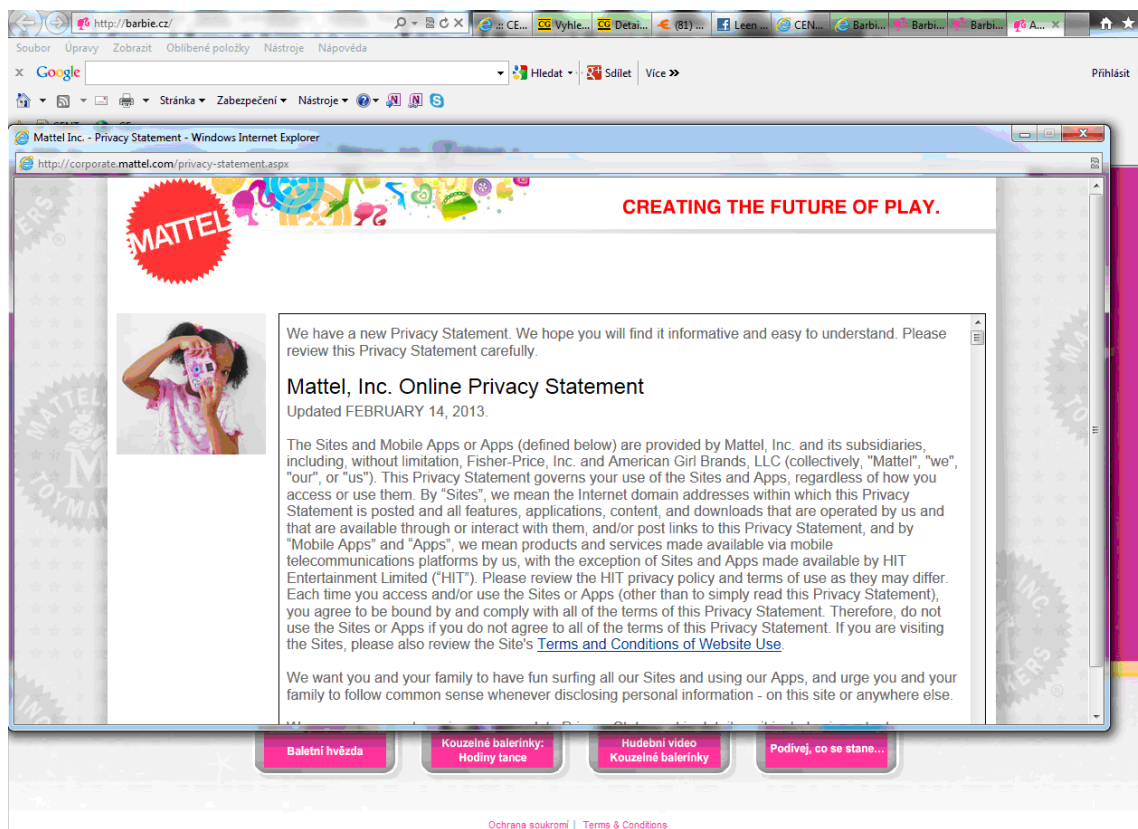 http://barbie.cz/
.:: CE...
Vyhle...
Detai...
(81) ...
Leen ...
CEN...
Barbi...
Barbi...
Barbi...
A...
Soubor Úpravy Zobrazit Oblíbené položky Nástroje Nápověda
x Google Hledat Sdílet Více » Přihlásit
Stránka Zabezpečení Nástroje
Mattel Inc. - Privacy Statement - Windows Internet Explorer
http://corporate.mattel.com/privacy-statement.aspx
MATTEL
CREATING THE FUTURE OF PLAY.
We have a new Privacy Statement. We hope you will find it informative and easy to understand. Please
review this Privacy Statement carefully.
Mattel, Inc. Online Privacy Statement
Updated FEBRUARY 14, 2013.
The Sites and Mobile Apps or Apps (defined below) are provided by Mattel, Inc. and its subsidiaries,
including, without limitation, Fisher-Price, Inc. and American Girl Brands, LLC (collectively, "Mattel", "we",
"our", or "us"). This Privacy Statement governs your use of the Sites and Apps, regardless of how you
access or use them. By “Sites”, we mean the Internet domain addresses within which this Privacy
Statement is posted and all features, applications, content, and downloads that are operated by us and
that are available through or interact with them, and/or post links to this Privacy Statement, and by
“Mobile Apps” and “Apps”, we mean products and services made available via mobile
telecommunications platforms by us, with the exception of Sites and Apps made available by HIT
Entertainment Limited (“HIT”). Please review the HIT privacy policy and terms of use as they may differ.
Each time you access and/or use the Sites or Apps (other than to simply read this Privacy Statement),
you agree to be bound by and comply with all of the terms of this Privacy Statement. Therefore, do not
use the Sites or Apps if you do not agree to all of the terms of this Privacy Statement. If you are visiting
the Sites, please also review the Site's Terms and Conditions of Website Use.
We want you and your family to have fun surfing all our Sites and using our Apps, and urge you and your
family to follow common sense whenever disclosing personal information - on this site or anywhere else.
Baletní hvězda
Kouzelné balerínky:
Hodiny tance
Hudební video
Kouzelné balerínky
Podívej, co se stane...
Ochrana soukromí | Terms & Conditions